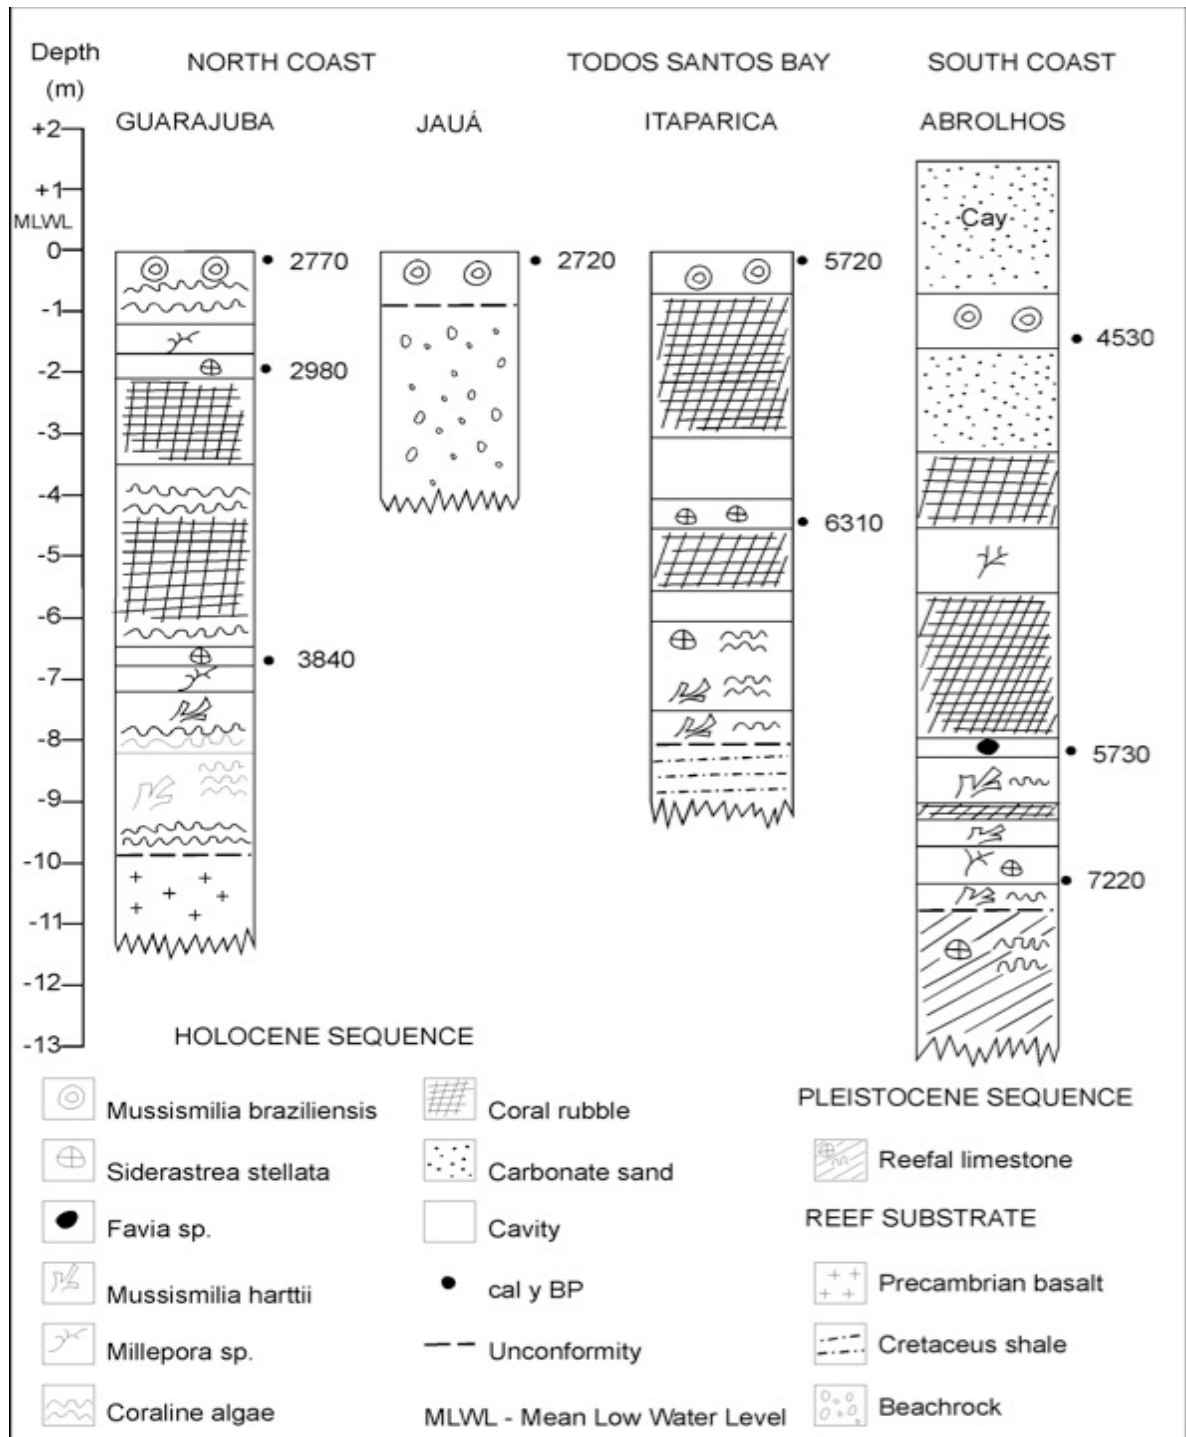 Depth
(m)
NORTH COAST
TODOS SANTOS BAY
SOUTH COAST
GUARAJUBA
JAUÁ
ITAPARICA
ABROLHOS
+2
+1
MLWL
0
-1
-2
-3
-4
-5
-6
-7
-8
-9
-10
-11
-12
-13
2770
2980
3840
2720
5720
6310
Cay
4530
5730
7220
HOLOCENE SEQUENCE
Mussismilia braziliensis
Siderastrea stellata
Favia sp.
Mussismilia harttii
Millepora sp.
Coraline algae
Coral rubble
Carbonate sand
Cavity
cal y BP
Unconformity
MLWL - Mean Low Water Level
PLEISTOCENE SEQUENCE
Reefal limestone
REEF SUBSTRATE
Precambrian basalt
Cretaceus shale
Beachrock